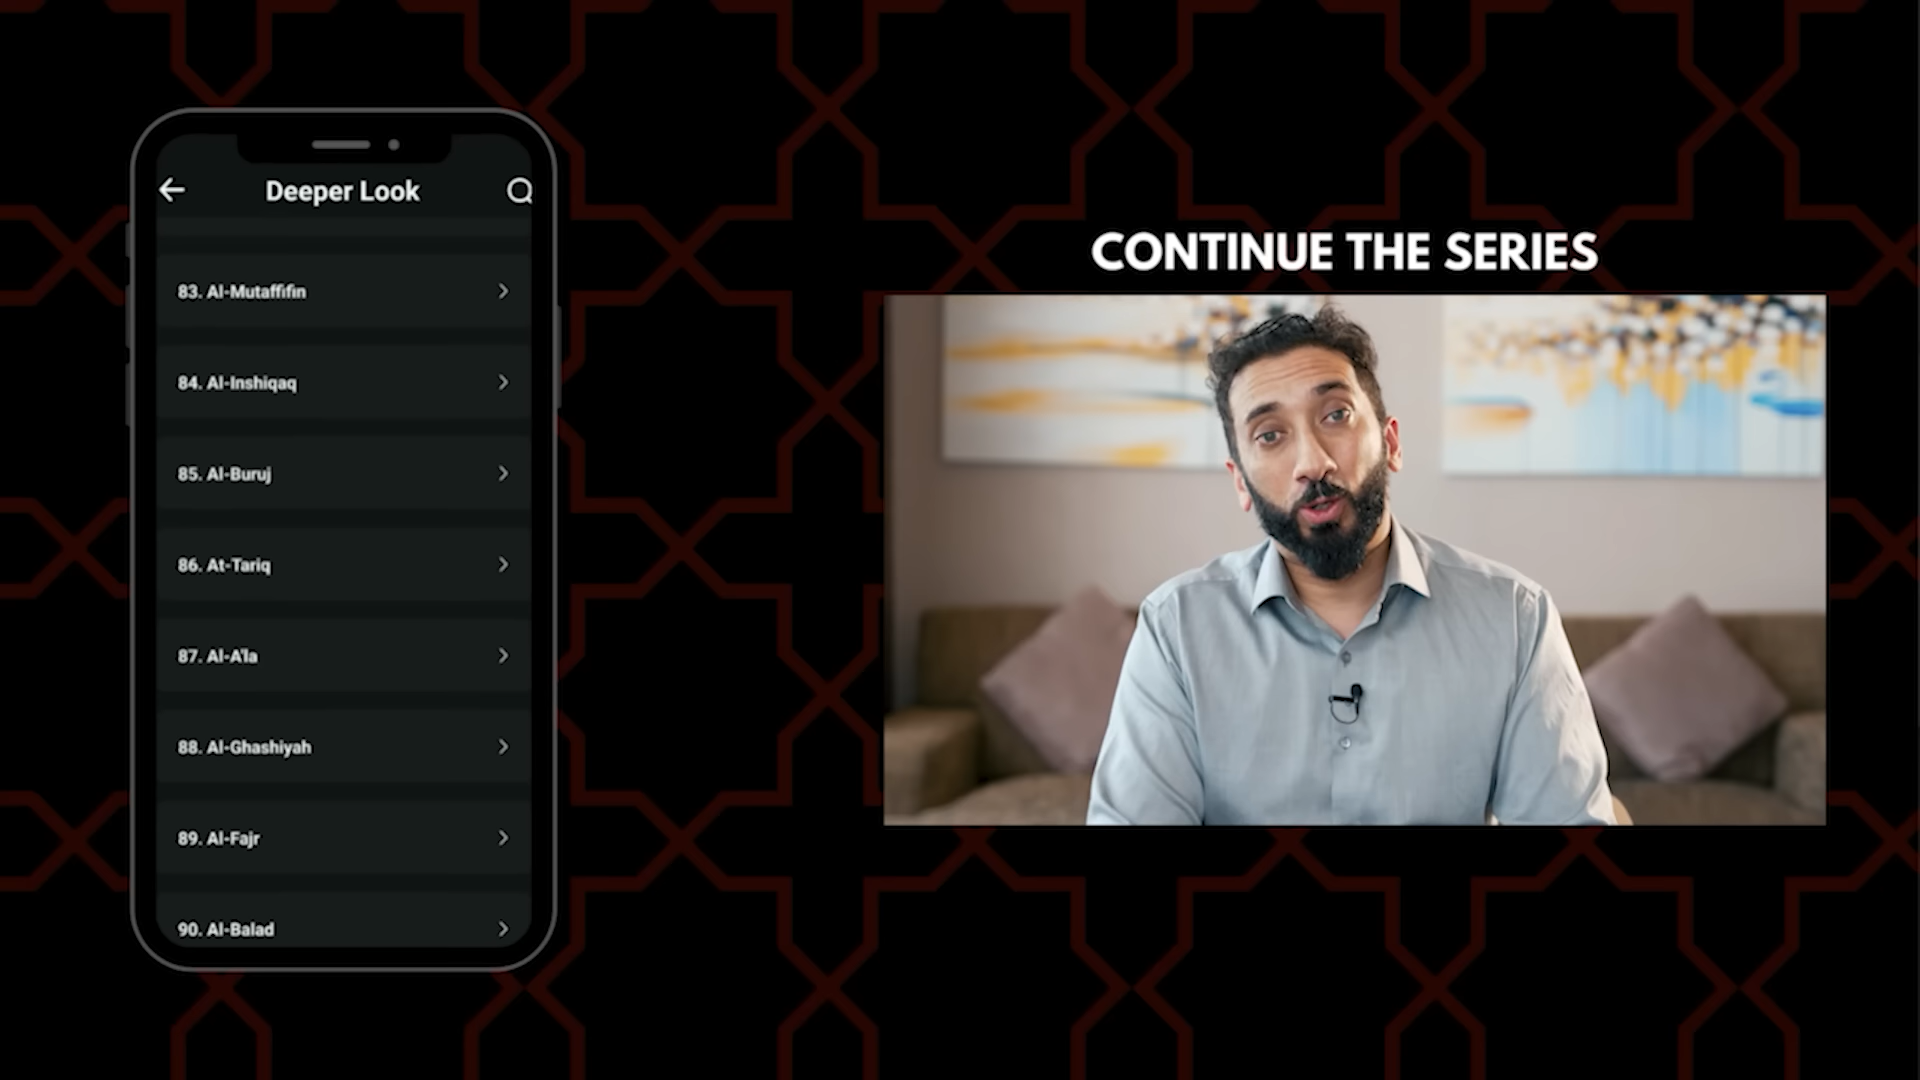 Deeper Look
83. Al-Mutaffifin
84. Al-Inshiqaq
85. Al-Buruj
86. At-Tariq
87. Al-A'la
88. Al-Ghashiyah
89. Al-Fajr
90. Al-Balad
CONTINUE THE SERIES